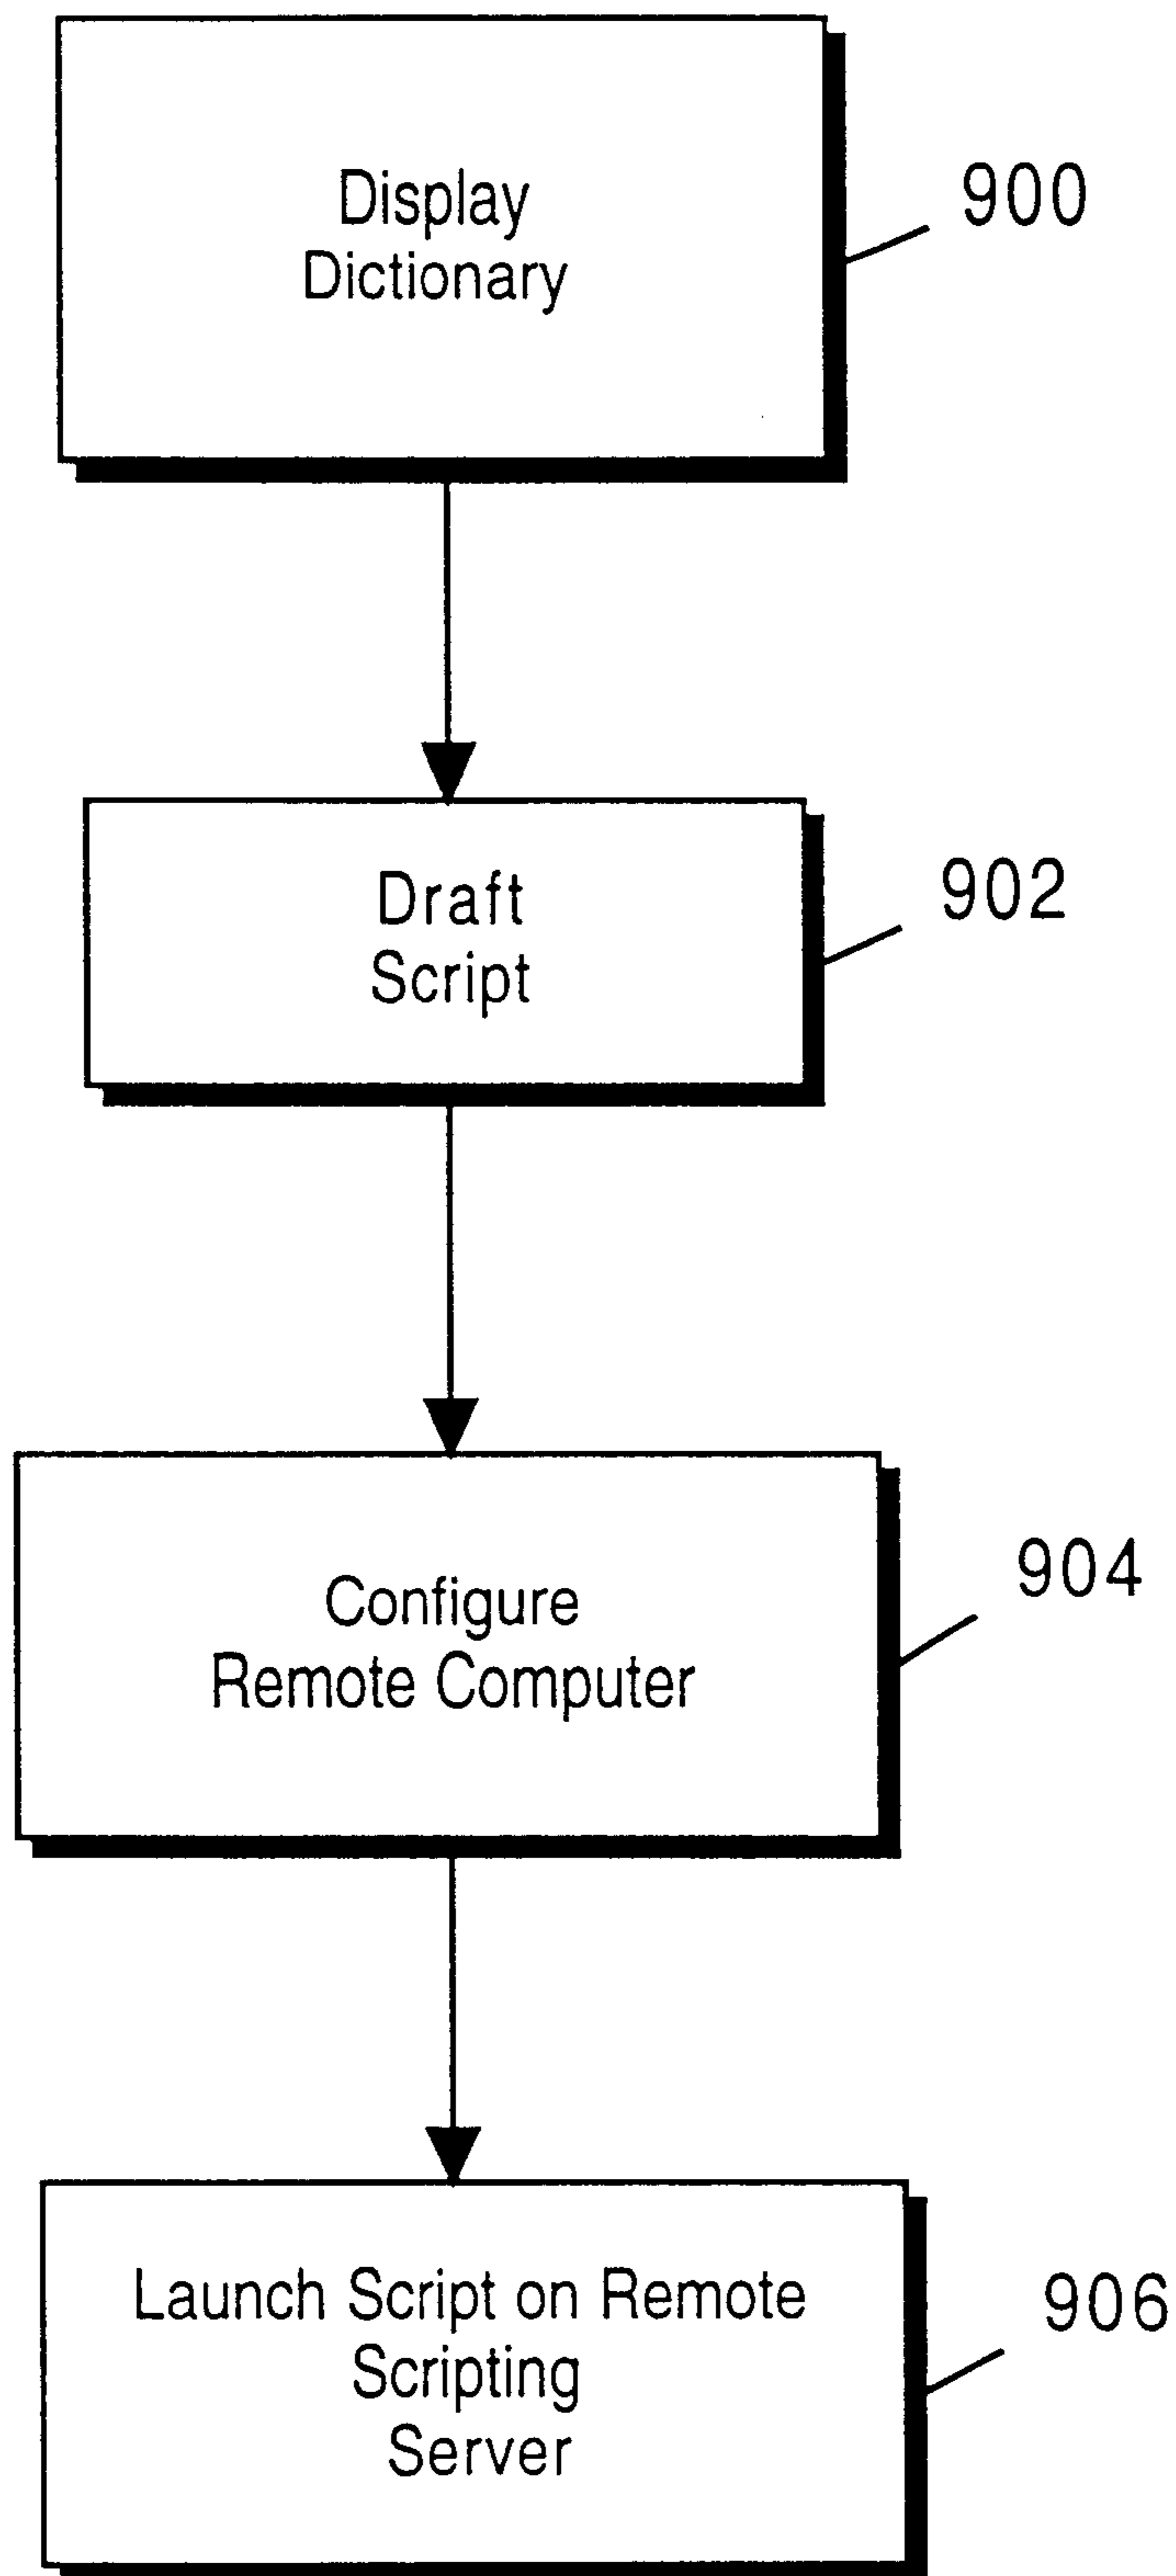 Display
Dictionary
900
Draft
Script
902
Configure
Remote Computer
904
Launch Script on Remote
Scripting
Server
906